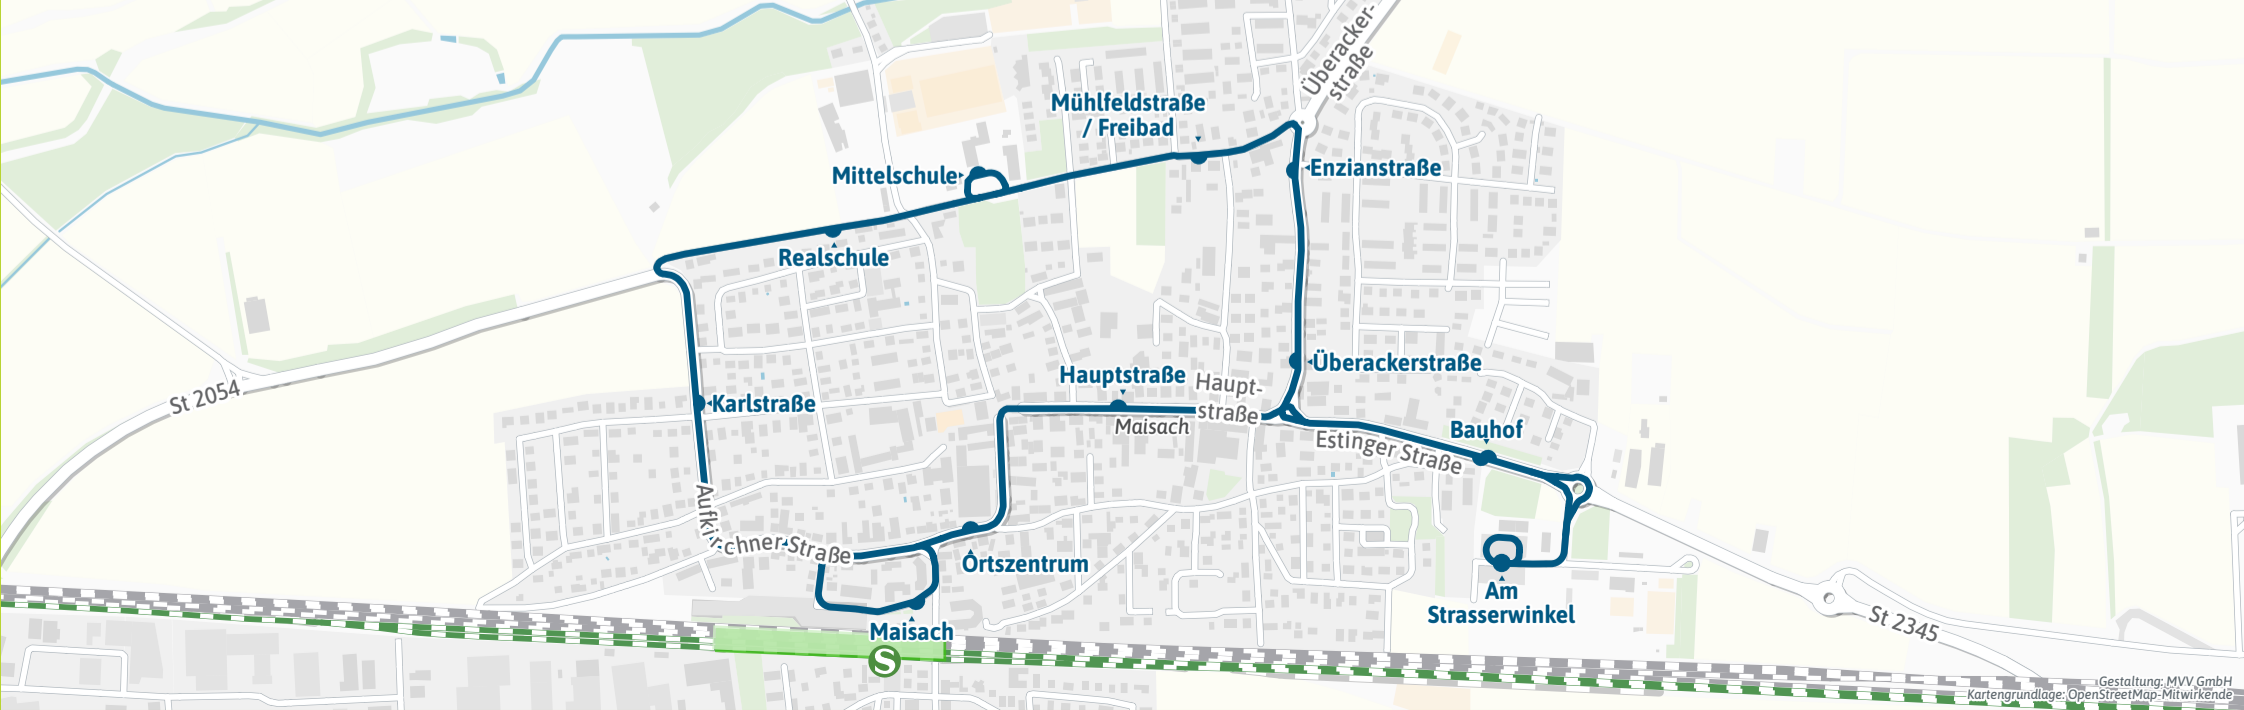 Überacker-
straße
Mühlfeldstraße
/ Freibad
Mittelschule
Enzianstraße
Realschule
Überackerstraße
Hauptstraße
Haupt-
straße
St 2054
Karlstraße
Maisach
Bauhof
Estinger Straße
Aufkirchner Straße
Ortszentrum
Am
Strasserwinkel
St 2345
Maisach
S
Gestaltung: MVV GmbH
Kartengrundlage: OpenStreetMap-Mitwirkende